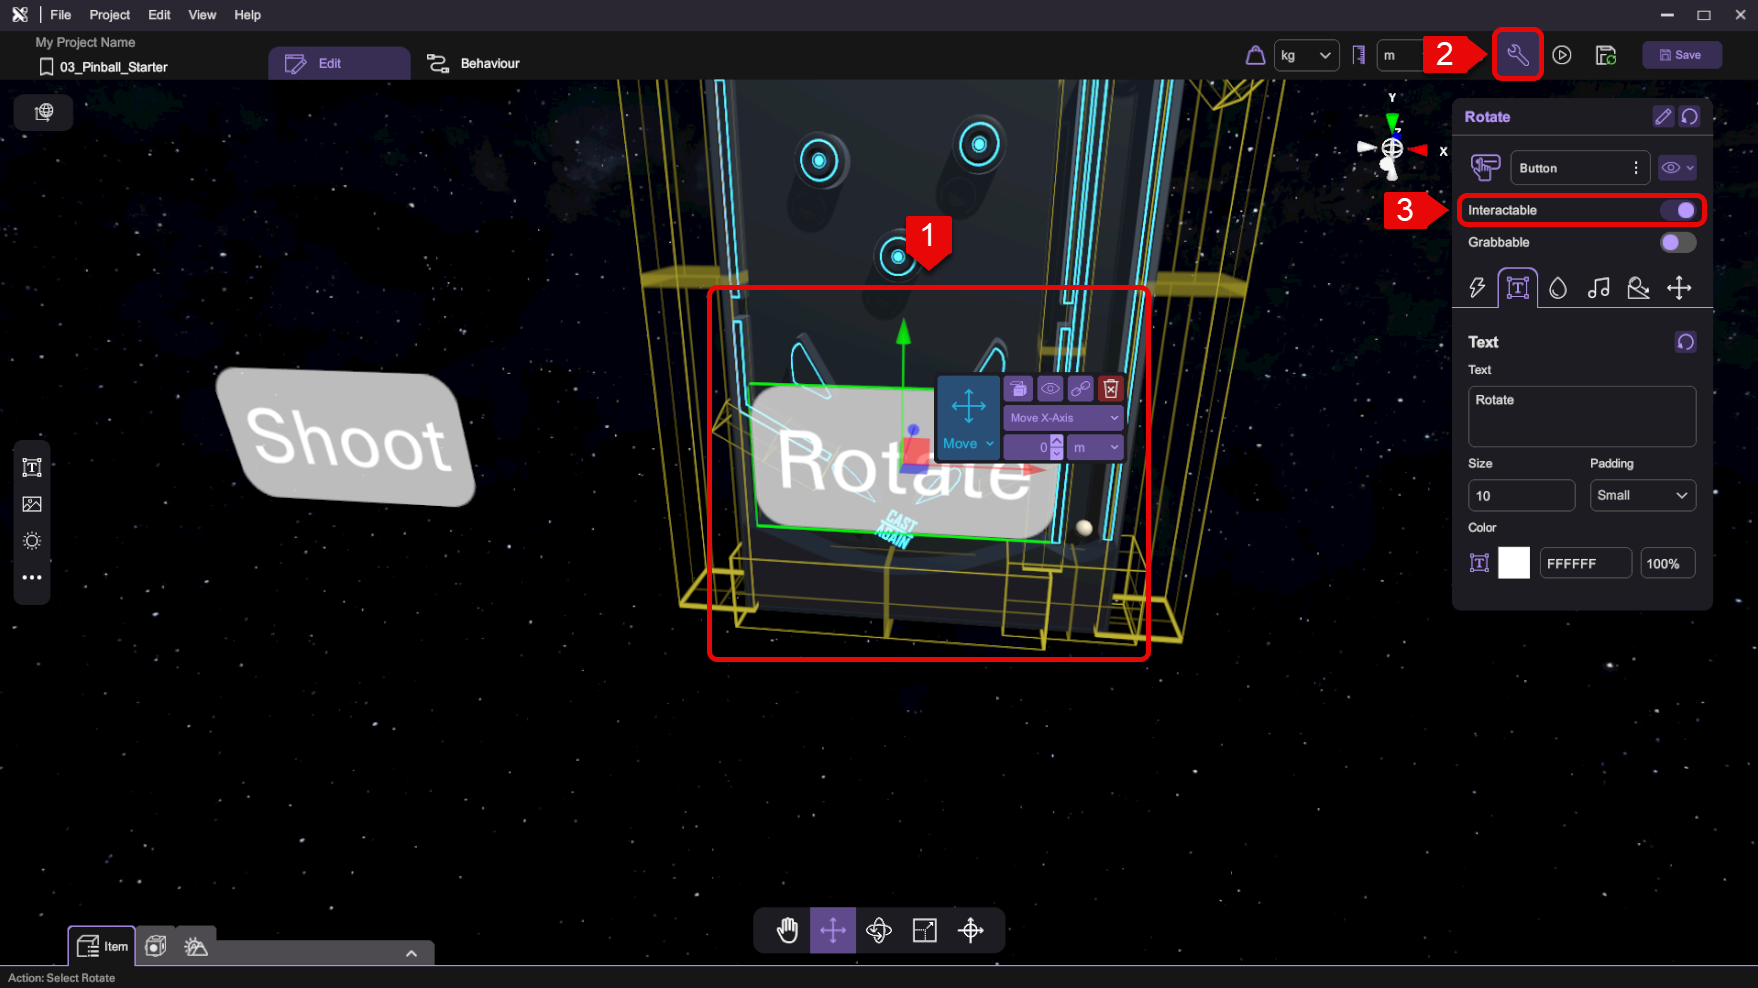 File Project Edit View Help
My Project Name
03_Pinball_Starter
Edit
Behaviour
kg
m
2
Save
Y
Z
X
Rotate
Button
3
Interactable
Grabbable
1
Text
Text
Rotate
Size
Padding
10
Small
Color
FFFFFF
100%
Shoot
Rotate
Move
Move X-Axis
0
m
CAST
AGAIN
Item
Action: Select Rotate